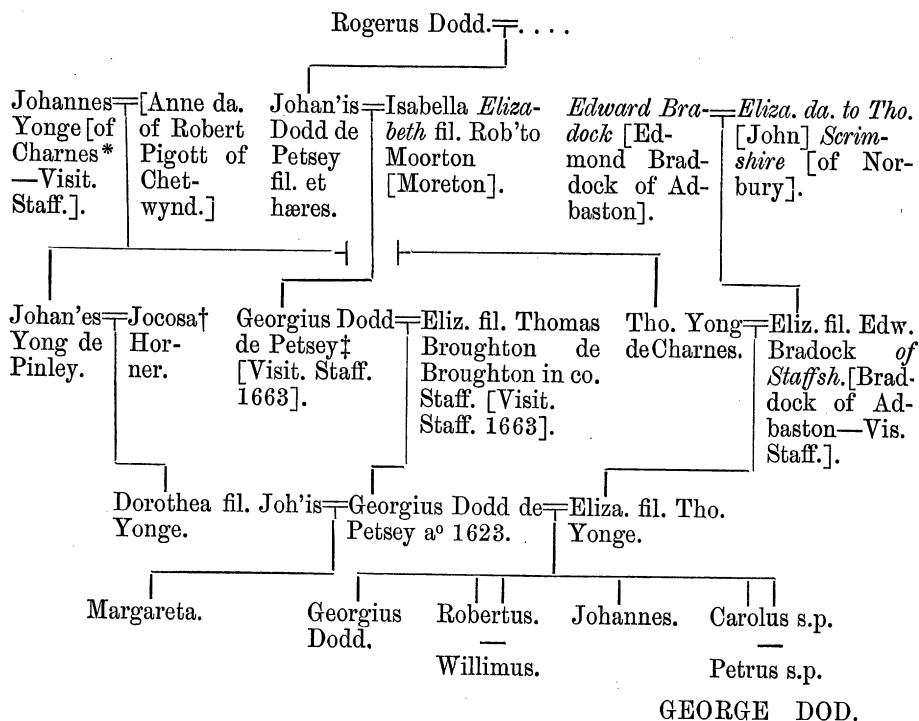 Rogerus Dodd.=. . . .
Johannes=[Anne da.
Yonge [of of Robert
Charnes* Pigott of
—Visit. Chet-
Staff.]. wynd.]
Johan'is=Isabella Eliza-
Dodd de beth fil. Rob'to
Petsey Moorton
fil. et [Moreton].
hæres.
Edward Bra-=Eliza. da. to Tho.
dock [Ed- [John] Scrim-
mond Brad- shire [of Nor-
dock of Ad- bury].
baston].
Johan'es=Jocosa†
Yong de Hor-
Pinley. ner.
Georgius Dodd=Eliz. fil. Thomas
de Petsey‡ Broughton de
[Visit. Staff. Broughton in co.
1663]. Staff. [Visit.
Staff. 1663].
Tho. Yong=Eliz. fil. Edw.
de Charnes. Bradock of
Staffsh. [Brad-
dock of Ad-
baston—Vis.
Staff.].
Dorothea fil. Joh'is=Georgius Dodd de=Eliza. fil. Tho.
Yonge. Petsey aº 1623. Yonge.
Margareta. Georgius Robertus. Johannes. Carolus s.p.
Dodd. — —
Willimus. Petrus s.p.
GEORGE DOD.